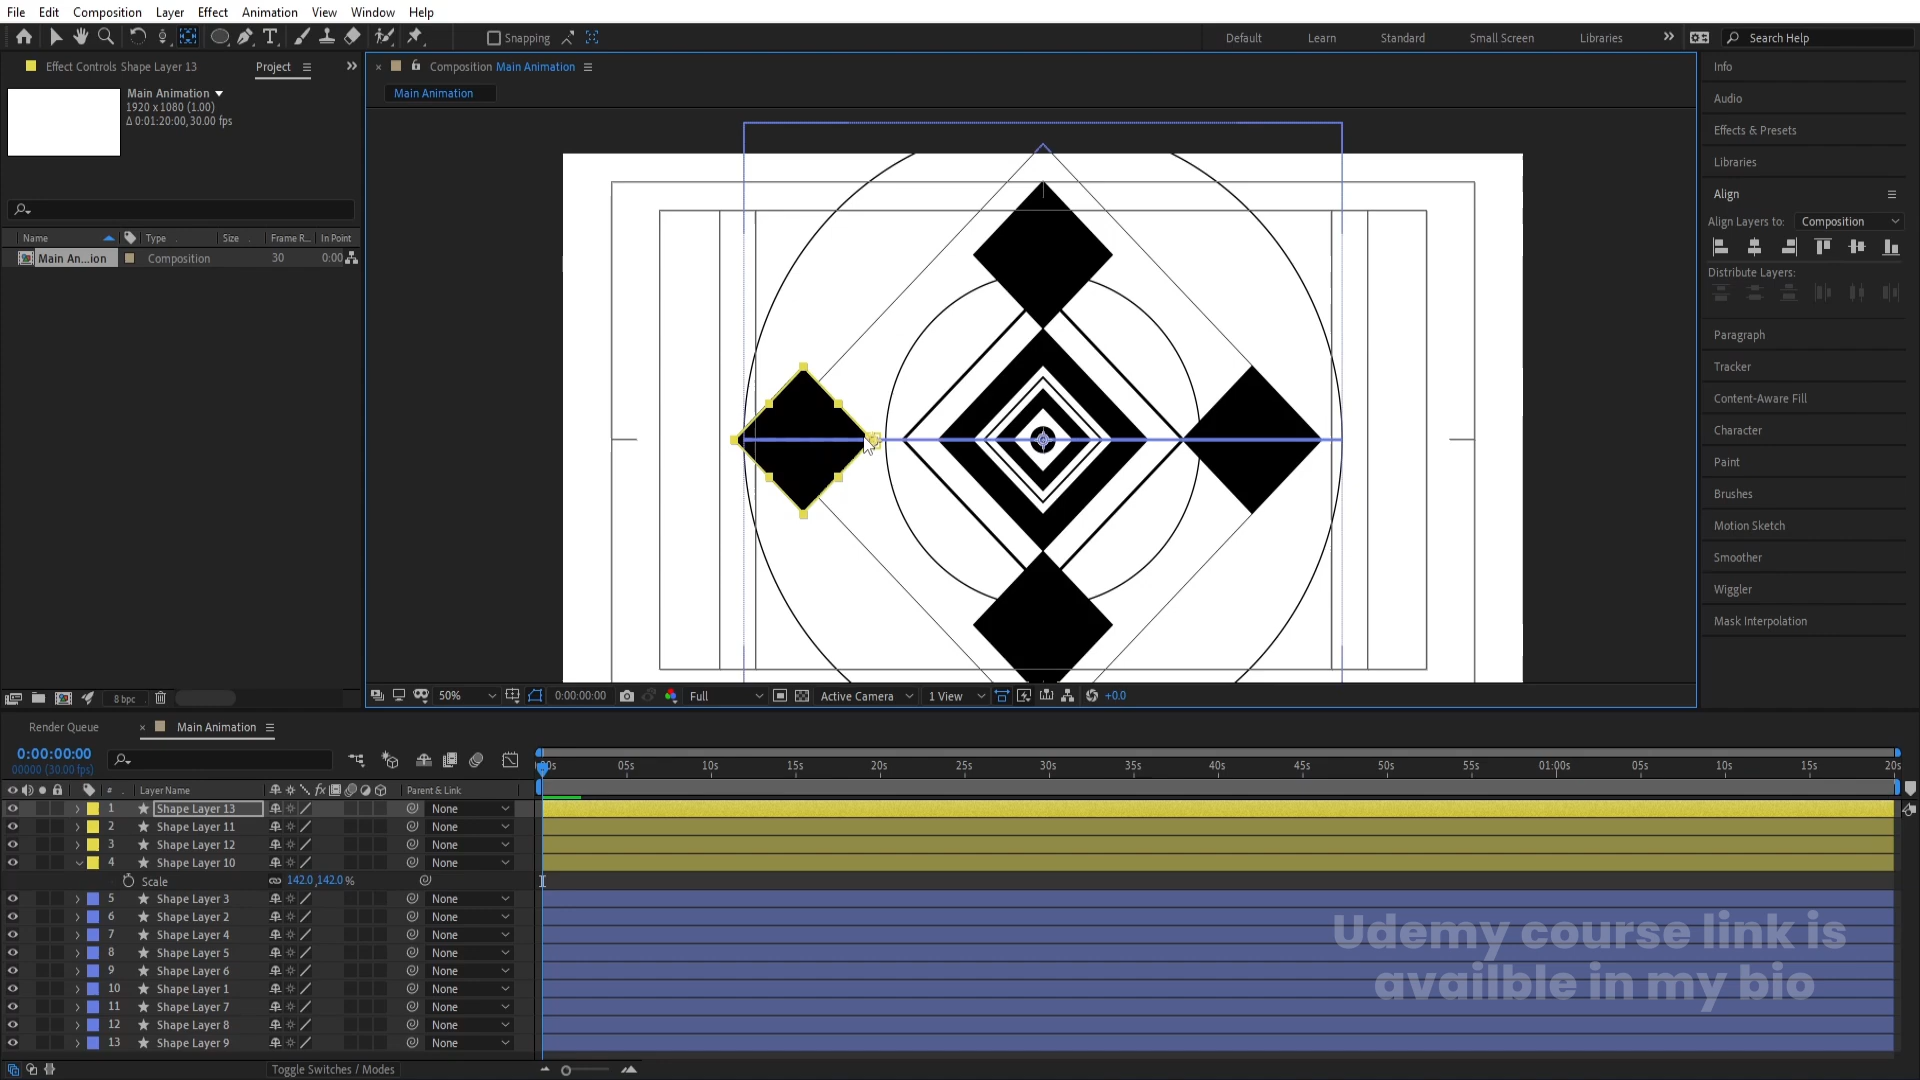 File Edit Composition Layer Effect Animation View Window Help
Snapping
Default Learn Standard Small Screen Libraries
Search Help
Effect Controls Shape Layer 13 Project
Main Animation
1920 x 1080 (1.00)
Δ 0:01:20:00, 30.00 fps
Name Type Size Frame R... In Point
Main An...ion Composition 30 0:00
8 bpc
Composition Main Animation
Main Animation
50% 0:00:00:00 Full Active Camera 1 View +0.0
Info
Audio
Effects & Presets
Libraries
Align
Align Layers to: Composition
Distribute Layers:
Paragraph
Tracker
Content-Aware Fill
Character
Paint
Brushes
Motion Sketch
Smoother
Wiggler
Mask Interpolation
Render Queue Main Animation
0:00:00:00
00000 (30.00 fps)
05s 10s 15s 20s 25s 30s 35s 40s 45s 50s 55s 01:00s 05s 10s 15s 20s
# Layer Name fx Parent & Link
1 Shape Layer 13 None
2 Shape Layer 11 None
3 Shape Layer 12 None
4 Shape Layer 10 None
Scale 142.0,142.0 %
5 Shape Layer 3 None
6 Shape Layer 2 None
7 Shape Layer 4 None
8 Shape Layer 5 None
9 Shape Layer 6 None
10 Shape Layer 1 None
11 Shape Layer 7 None
12 Shape Layer 8 None
13 Shape Layer 9 None
Toggle Switches / Modes
Udemy course link is
availble in my bio